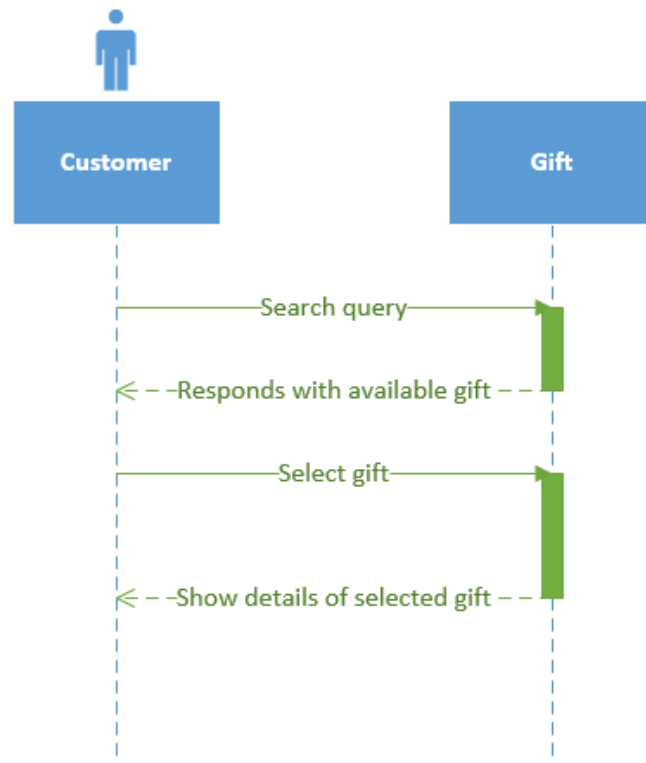 Customer
Gift
Search query
Responds with available gift
Select gift
Show details of selected gift